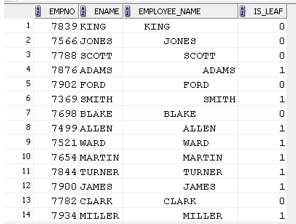 EMPNO ENAME EMPLOYEE_NAME IS_LEAF
1 7839 KING KING 0
2 7566 JONES JONES 0
3 7788 SCOTT SCOTT 0
4 7876 ADAMS ADAMS 1
5 7902 FORD FORD 0
6 7369 SMITH SMITH 1
7 7698 BLAKE BLAKE 0
8 7499 ALLEN ALLEN 1
9 7521 WARD WARD 1
10 7654 MARTIN MARTIN 1
11 7844 TURNER TURNER 1
12 7900 JAMES JAMES 1
13 7782 CLARK CLARK 0
14 7934 MILLER MILLER 1